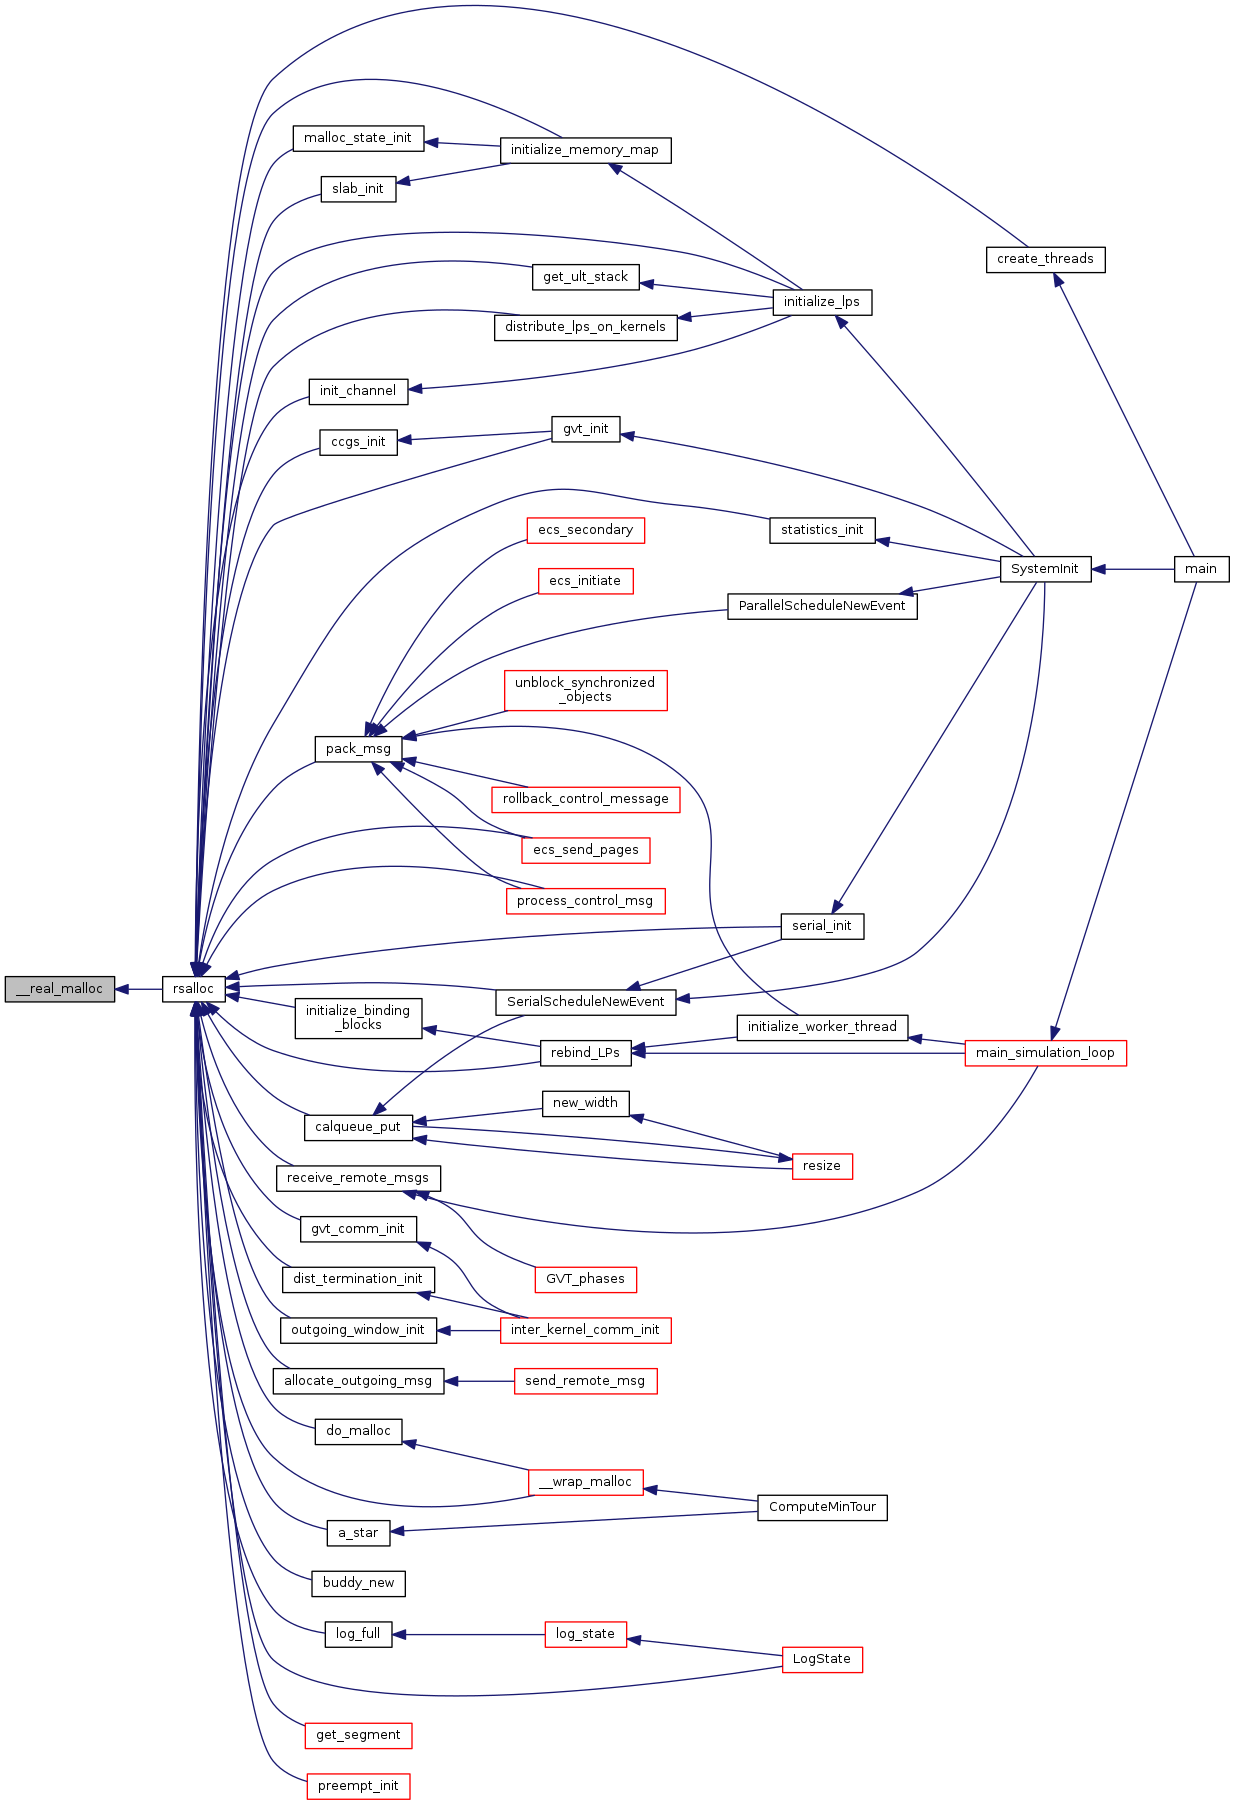 malloc_state_init
initialize_memory_map
slab_init
create_threads
get_ult_stack
initialize_lps
distribute_lps_on_kernels
init_channel
gvt_init
ccgs_init
ecs_secondary
statistics_init
SystemInit
main
ecs_initiate
ParallelScheduleNewEvent
unblock_synchronized
_objects
pack_msg
rollback_control_message
ecs_send_pages
process_control_msg
serial_init
__real_malloc
rsalloc
SerialScheduleNewEvent
initialize_binding
_blocks
initialize_worker_thread
rebind_LPs
main_simulation_loop
new_width
calqueue_put
resize
receive_remote_msgs
gvt_comm_init
dist_termination_init
GVT_phases
outgoing_window_init
inter_kernel_comm_init
allocate_outgoing_msg
send_remote_msg
do_malloc
__wrap_malloc
ComputeMinTour
a_star
buddy_new
log_full
log_state
LogState
get_segment
preempt_init